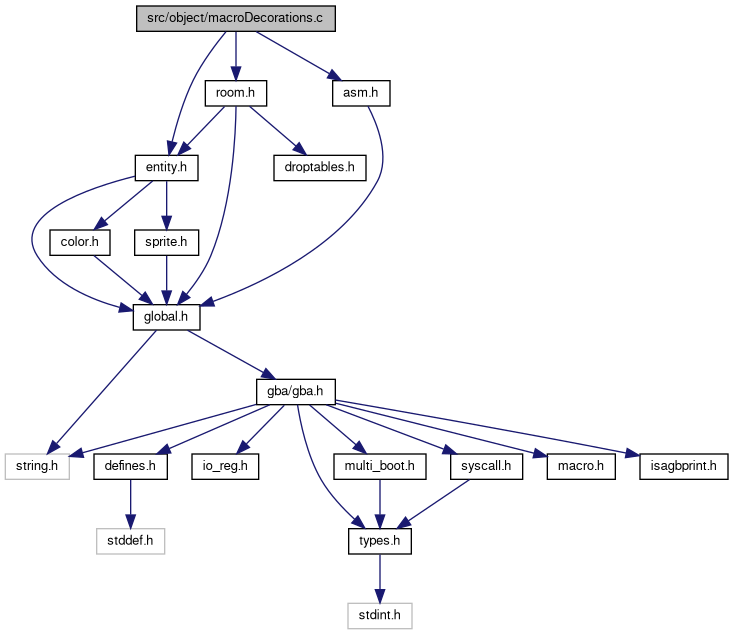 src/object/macroDecorations.c
room.h
asm.h
entity.h
droptables.h
color.h
sprite.h
global.h
gba/gba.h
string.h
defines.h
io_reg.h
multi_boot.h
syscall.h
macro.h
isagbprint.h
stddef.h
types.h
stdint.h